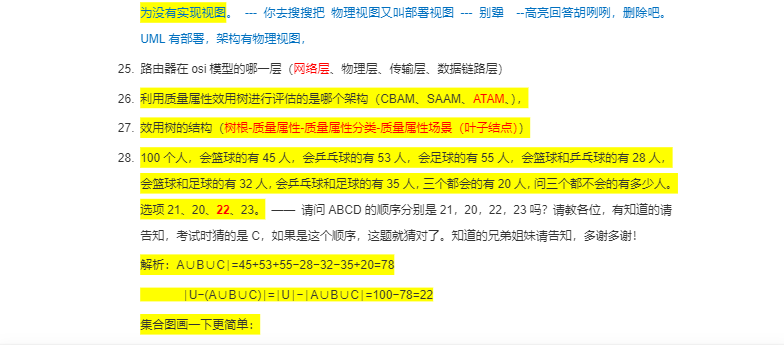 为没有实现视图。 --- 你去搜搜把 物理视图又叫部署视图 --- 别犟 --高亮回答胡咧咧，删除吧。
UML 有部署，架构有物理视图，
25. 路由器在 osi 模型的哪一层（网络层、物理层、传输层、数据链路层）
26. 利用质量属性效用树进行评估的是哪个架构（CBAM、SAAM、ATAM、），
27. 效用树的结构（树根-质量属性-质量属性分类-质量属性场景（叶子结点））
28. 100 个人，会篮球的有 45 人，会乒乓球的有 53 人，会足球的有 55 人，会篮球和乒乓球的有 28 人，
会篮球和足球的有 32 人, 会乒乓球和足球的有 35 人, 三个都会的有 20 人, 问三个都不会的有多少人。
选项 21、20、22、23。 —— 请问 ABCD 的顺序分别是 21，20，22，23 吗？请教各位，有知道的请
告知，考试时猜的是 C，如果是这个顺序，这题就猜对了。知道的兄弟姐妹请告知，多谢多谢！
解析：A∪B∪C|=45+53+55−28−32−35+20=78
|U−(A∪B∪C)|=|U|−|A∪B∪C|=100−78=22
集合图画一下更简单：